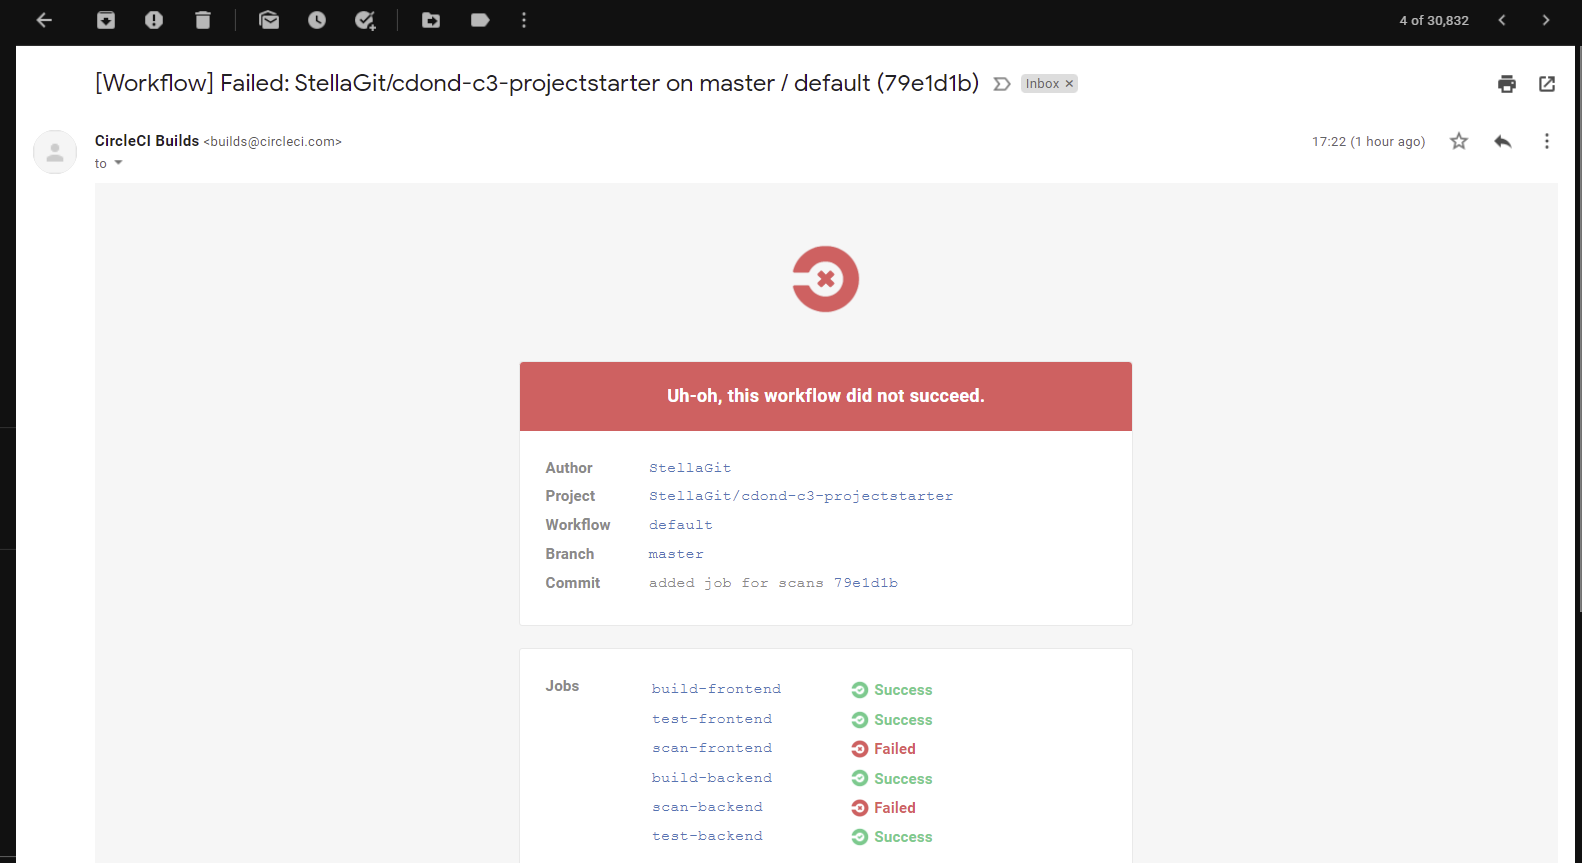 4 of 30,832
[Workflow] Failed: StellaGit/cdond-c3-projectstarter on master / default (79e1d1b)
Inbox ×
CircleCI Builds <builds@circleci.com>
17:22 (1 hour ago)
to
Uh-oh, this workflow did not succeed.
Author StellaGit
Project StellaGit/cdond-c3-projectstarter
Workflow default
Branch master
Commit added job for scans 79e1d1b
Jobs build-frontend Success
test-frontend Success
scan-frontend Failed
build-backend Success
scan-backend Failed
test-backend Success